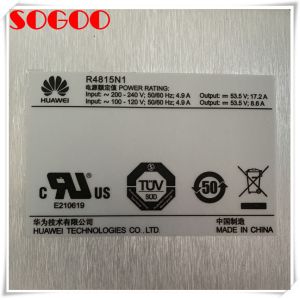 SOGOO
HUAWEI
R4815N1
电源额定值 POWER RATING:
Input: ~ 200 - 240 V; 50/60 Hz; 4.9 A Output: ⎓ 53.5 V; 17.2 A
Input: ~ 100 - 120 V; 50/60 Hz; 4.9 A Output: ⎓ 53.5 V; 8.6 A
c RU US
E210619
TÜV
SÜD
50
华为技术有限公司 中国制造
HUAWEI TECHNOLOGIES CO., LTD. MADE IN CHINA